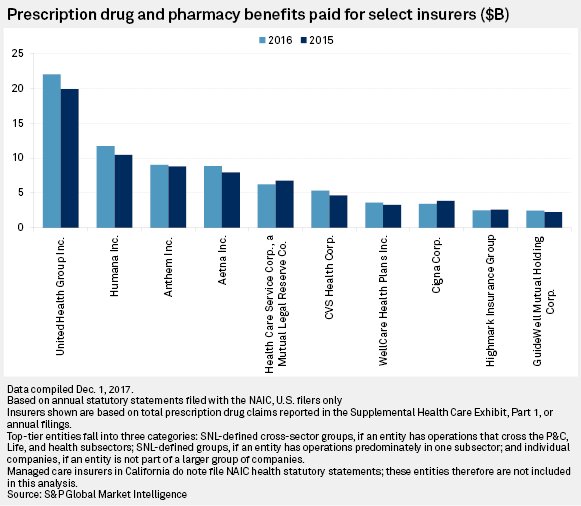 Prescription drug and pharmacy benefits paid for select insurers ($B)
2016 2015
25
20
15
10
5
0
UnitedHealth Group Inc.
Humana Inc.
Anthem Inc.
Aetna Inc.
Health Care Service Corp., a
Mutual Legal Reserve Co.
CVS Health Corp.
WellCare Health Plans Inc.
Cigna Corp.
Highmark Insurance Group
GuideWell Mutual Holding
Corp.
Data compiled Dec. 1, 2017.
Based on annual statutory statements filed with the NAIC, U.S. filers only
Insurers shown are based on total prescription drug claims reported in the Supplemental Health Care Exhibit, Part 1, or
annual filings.
Top-tier entities fall into three categories: SNL-defined cross-sector groups, if an entity has operations that cross the P&C,
Life, and health subsectors; SNL-defined groups, if an entity has operations predominately in one subsector; and individual
companies, if an entity is not part of a larger group of companies.
Managed care insurers in California do note file NAIC health statutory statements; these entities therefore are not included
in this analysis.
Source: S&P Global Market Intelligence